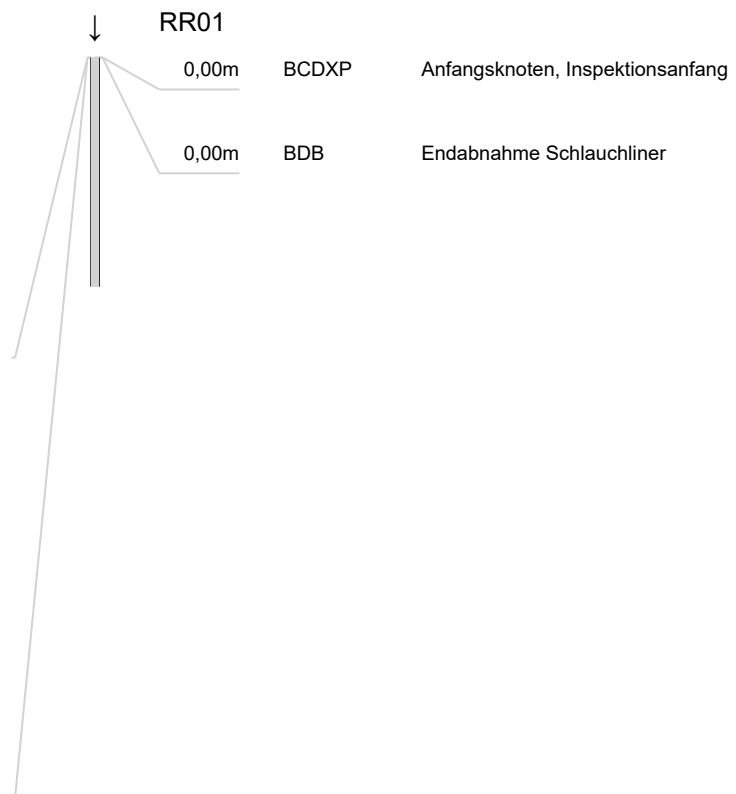 ↓ RR01
0,00m BCDXP Anfangsknoten, Inspektionsanfang
0,00m BDB Endabnahme Schlauchliner